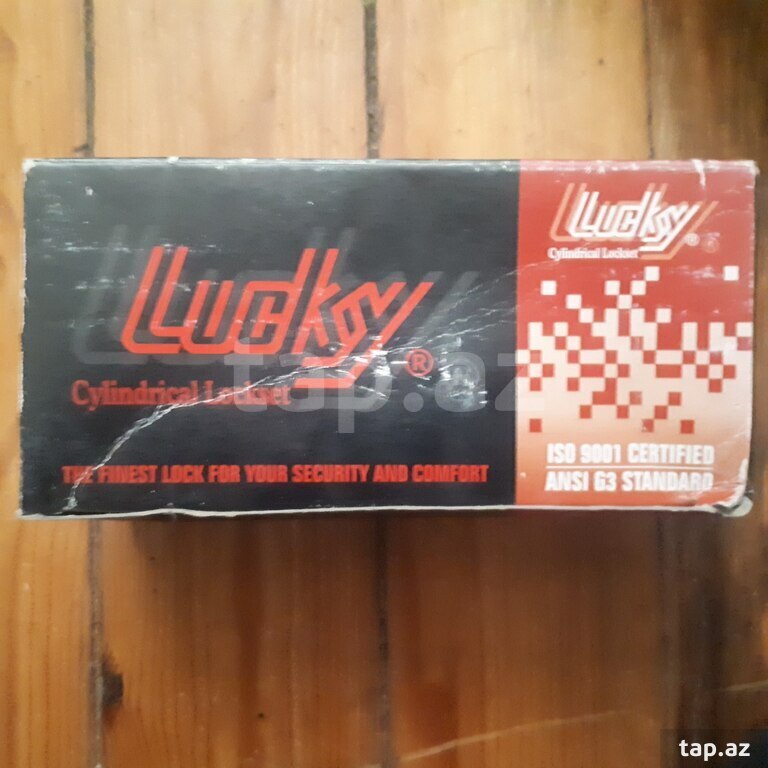 Lucky®
Cylindrical Lockset
THE FINEST LOCK FOR YOUR SECURITY AND COMFORT
Lucky®
Cylindrical Lockset
ISO 9001 CERTIFIED
ANSI G3 STANDARD
tap.az
tap.az